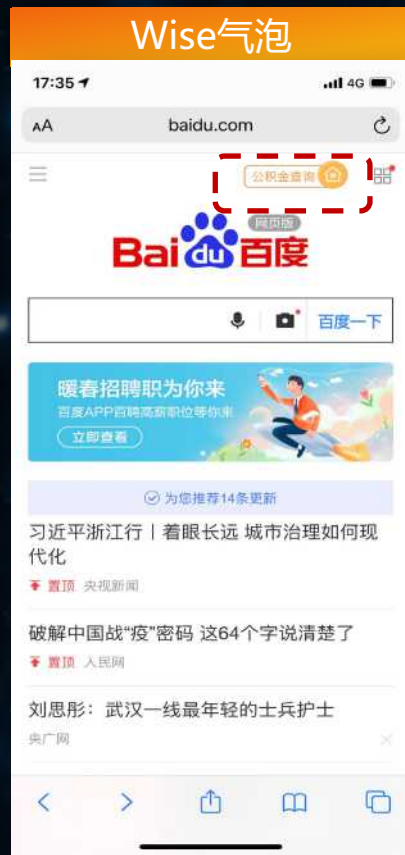 Wise气泡
17:35
4G
AA
baidu.com
公积金查询
网页版
Bai du 百度
百度一下
暖春招聘职为你来
百度APP百聘高薪职位等你来
立即查看
为您推荐14条更新
习近平浙江行丨着眼长远 城市治理如何现
代化
置顶 央视新闻
破解中国战“疫”密码 这64个字说清楚了
置顶 人民网
刘思彤：武汉一线最年轻的士兵护士
央广网